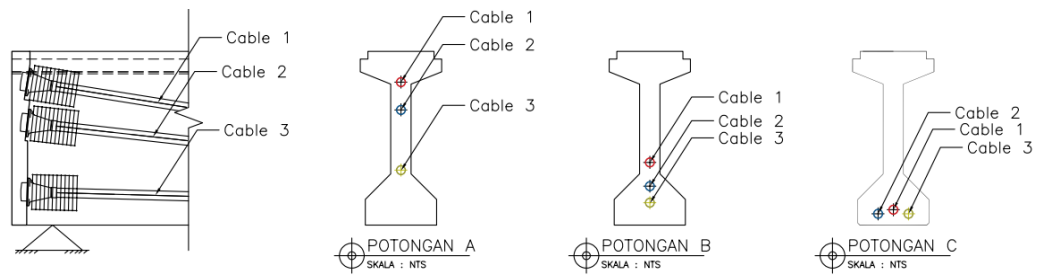 Cable 1
Cable 2
Cable 3
Cable 1
Cable 2
Cable 3
POTONGAN A
SKALA : NTS
Cable 1
Cable 2
Cable 3
POTONGAN B
SKALA : NTS
Cable 2
Cable 1
Cable 3
POTONGAN C
SKALA : NTS